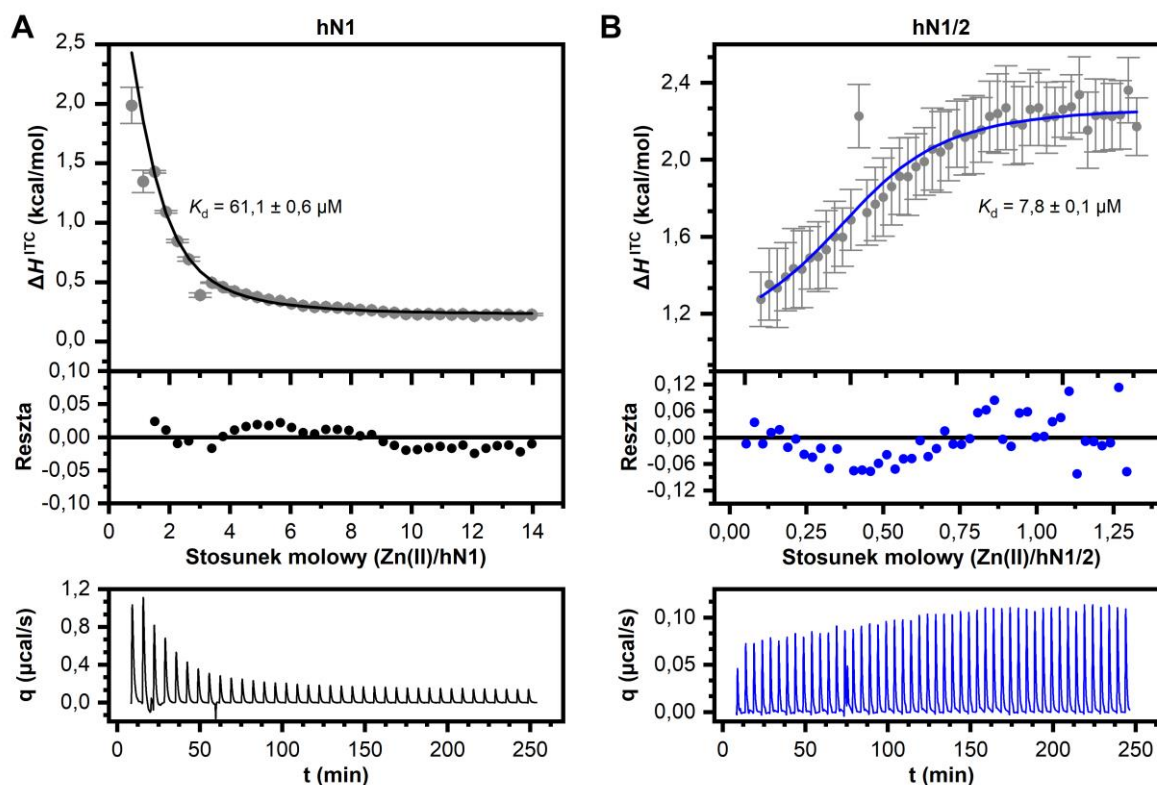 A
hN1
2,5
2,0
1,5
1,0
0,5
0,0
ΔH^ITC (kcal/mol)
K_d = 61,1 ± 0,6 µM
0,10
0,05
0,00
-0,05
-0,10
Reszta
0 2 4 6 8 10 12 14
Stosunek molowy (Zn(II)/hN1)
1,2
0,8
0,4
0,0
q (µcal/s)
0 50 100 150 200 250
t (min)
B
hN1/2
2,4
2,0
1,6
1,2
ΔH^ITC (kcal/mol)
K_d = 7,8 ± 0,1 µM
0,12
0,06
0,00
-0,06
-0,12
Reszta
0,00 0,25 0,50 0,75 1,00 1,25
Stosunek molowy (Zn(II)/hN1/2)
0,10
0,05
0,00
q (µcal/s)
0 50 100 150 200 250
t (min)